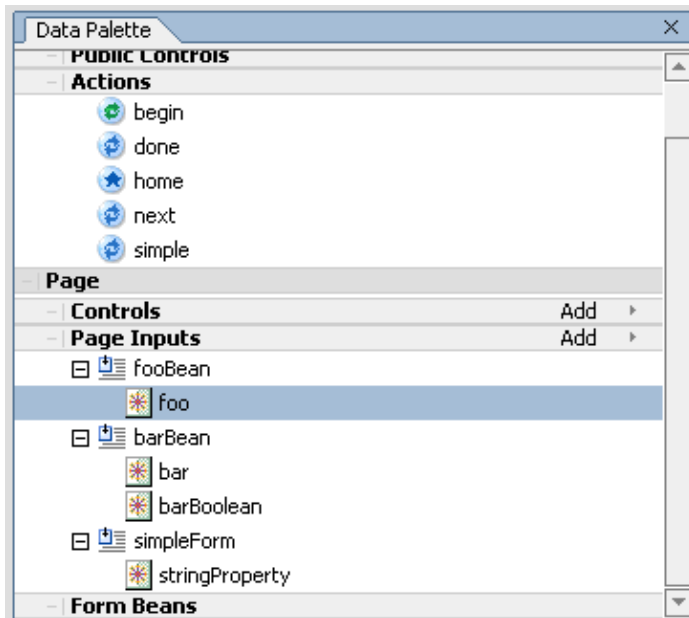 Data Palette
Public Controls
Actions
begin
done
home
next
simple
Page
Controls Add
Page Inputs Add
fooBean
foo
barBean
bar
barBoolean
simpleForm
stringProperty
Form Beans